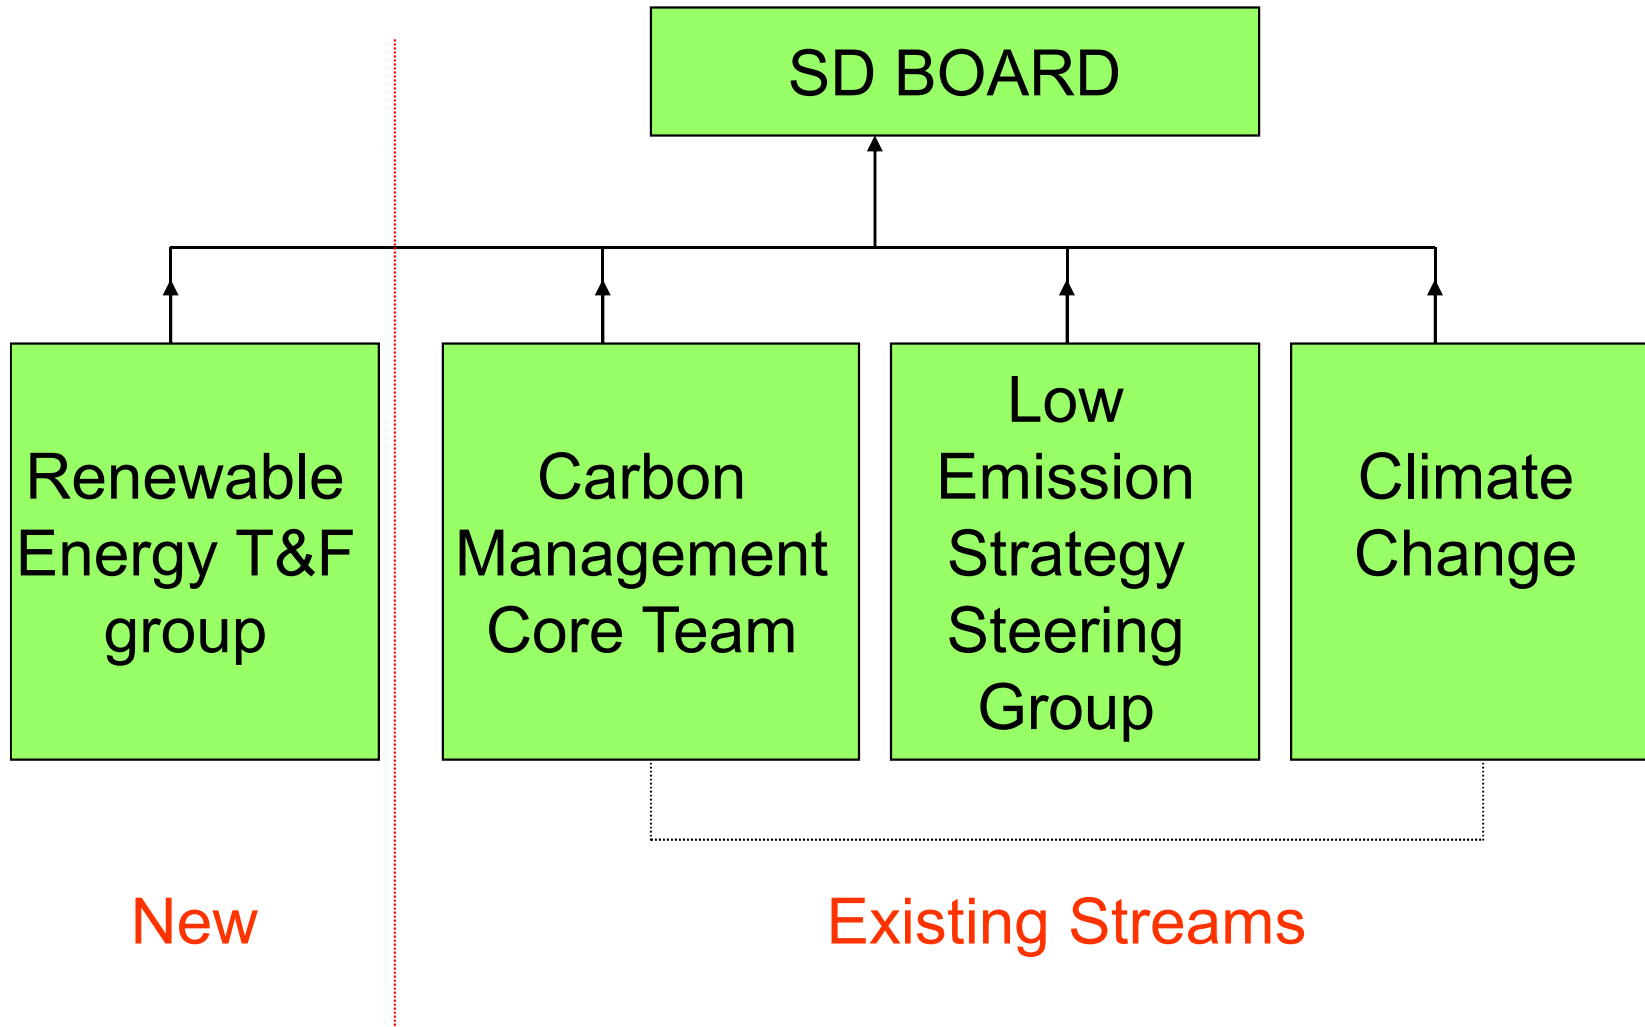 SD BOARD
Renewable
Energy T&F
group
Carbon
Management
Core Team
Low
Emission
Strategy
Steering
Group
Climate
Change
New
Existing Streams